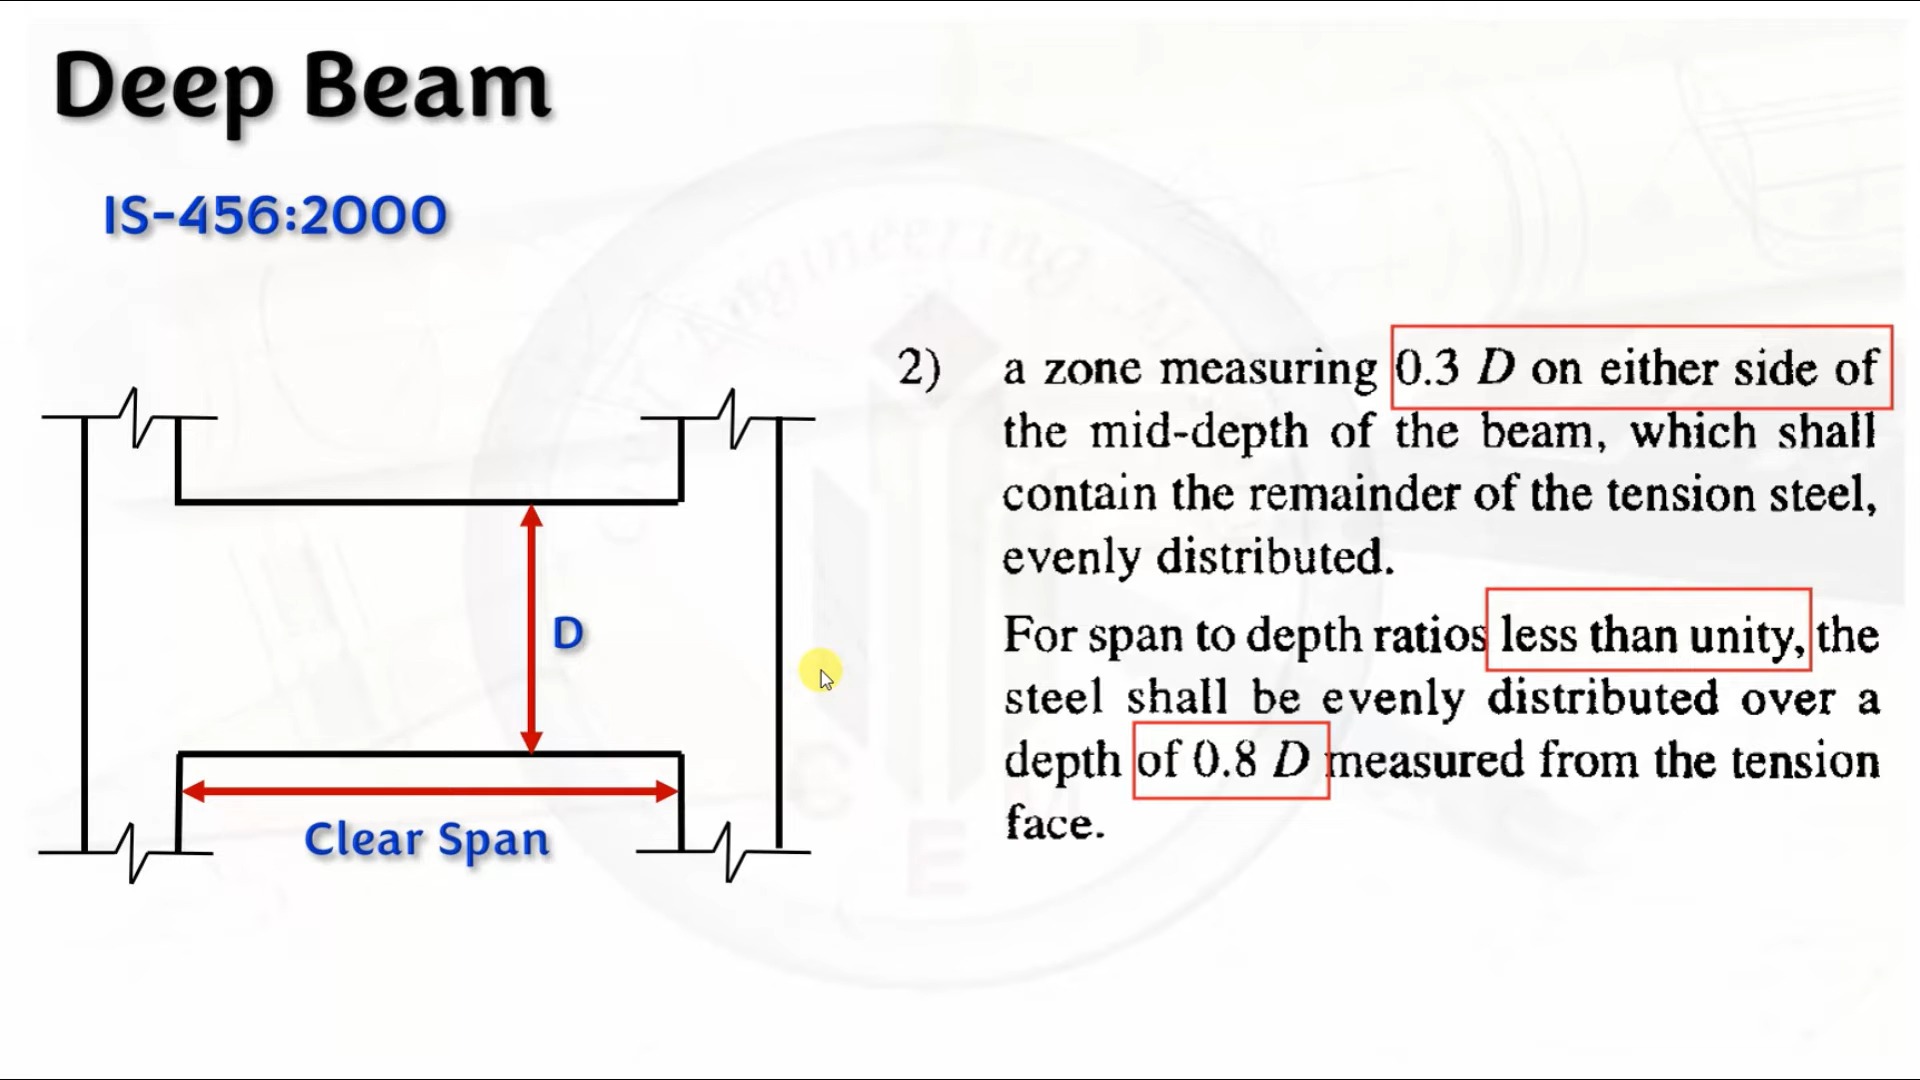 Deep Beam
IS-456:2000
D
Clear Span
2) a zone measuring 0.3 D on either side of
the mid-depth of the beam, which shall
contain the remainder of the tension steel,
evenly distributed.
For span to depth ratios less than unity, the
steel shall be evenly distributed over a
depth of 0.8 D measured from the tension
face.